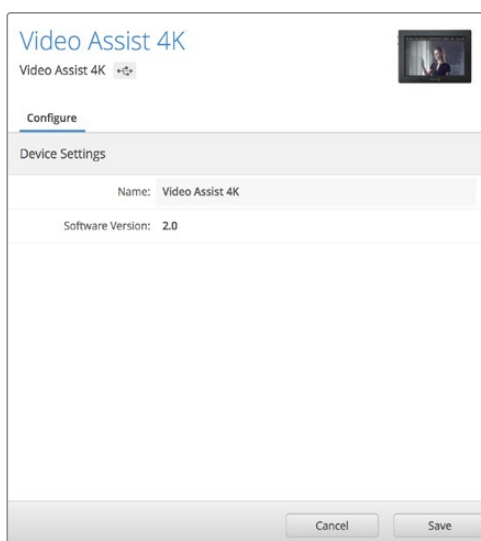 Video Assist 4K
Video Assist 4K
Configure
Device Settings
Name: Video Assist 4K
Software Version: 2.0
Cancel Save